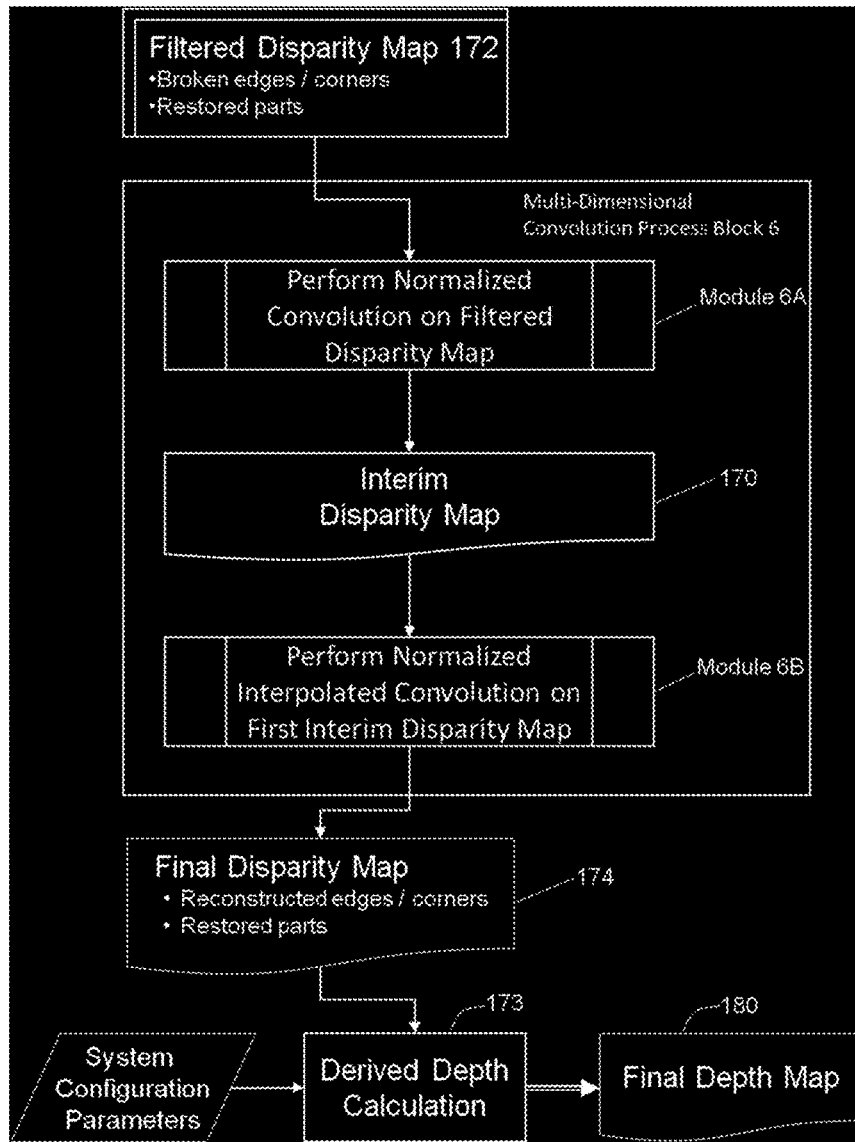 Filtered Disparity Map 172
•Broken edges / corners
•Restored parts
Multi-Dimensional
Convolution Process Block 6
Perform Normalized
Convolution on Filtered
Disparity Map
Module 6A
Interim
Disparity Map
170
Perform Normalized
Interpolated Convolution on
First Interim Disparity Map
Module 6B
Final Disparity Map
• Reconstructed edges / corners
• Restored parts
174
173
180
System
Configuration
Parameters
Derived Depth
Calculation
Final Depth Map